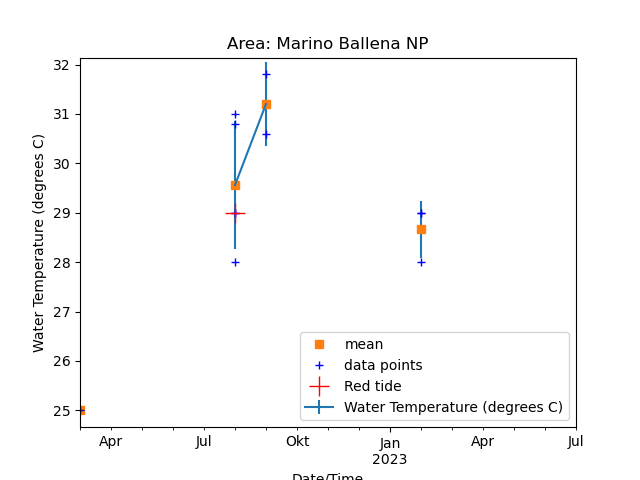 Area: Marino Ballena NP
Water Temperature (degrees C)
32
31
30
29
28
27
26
25
mean
data points
Red tide
Water Temperature (degrees C)
Apr Jul Okt Jan Apr Jul
2023
Date/Time